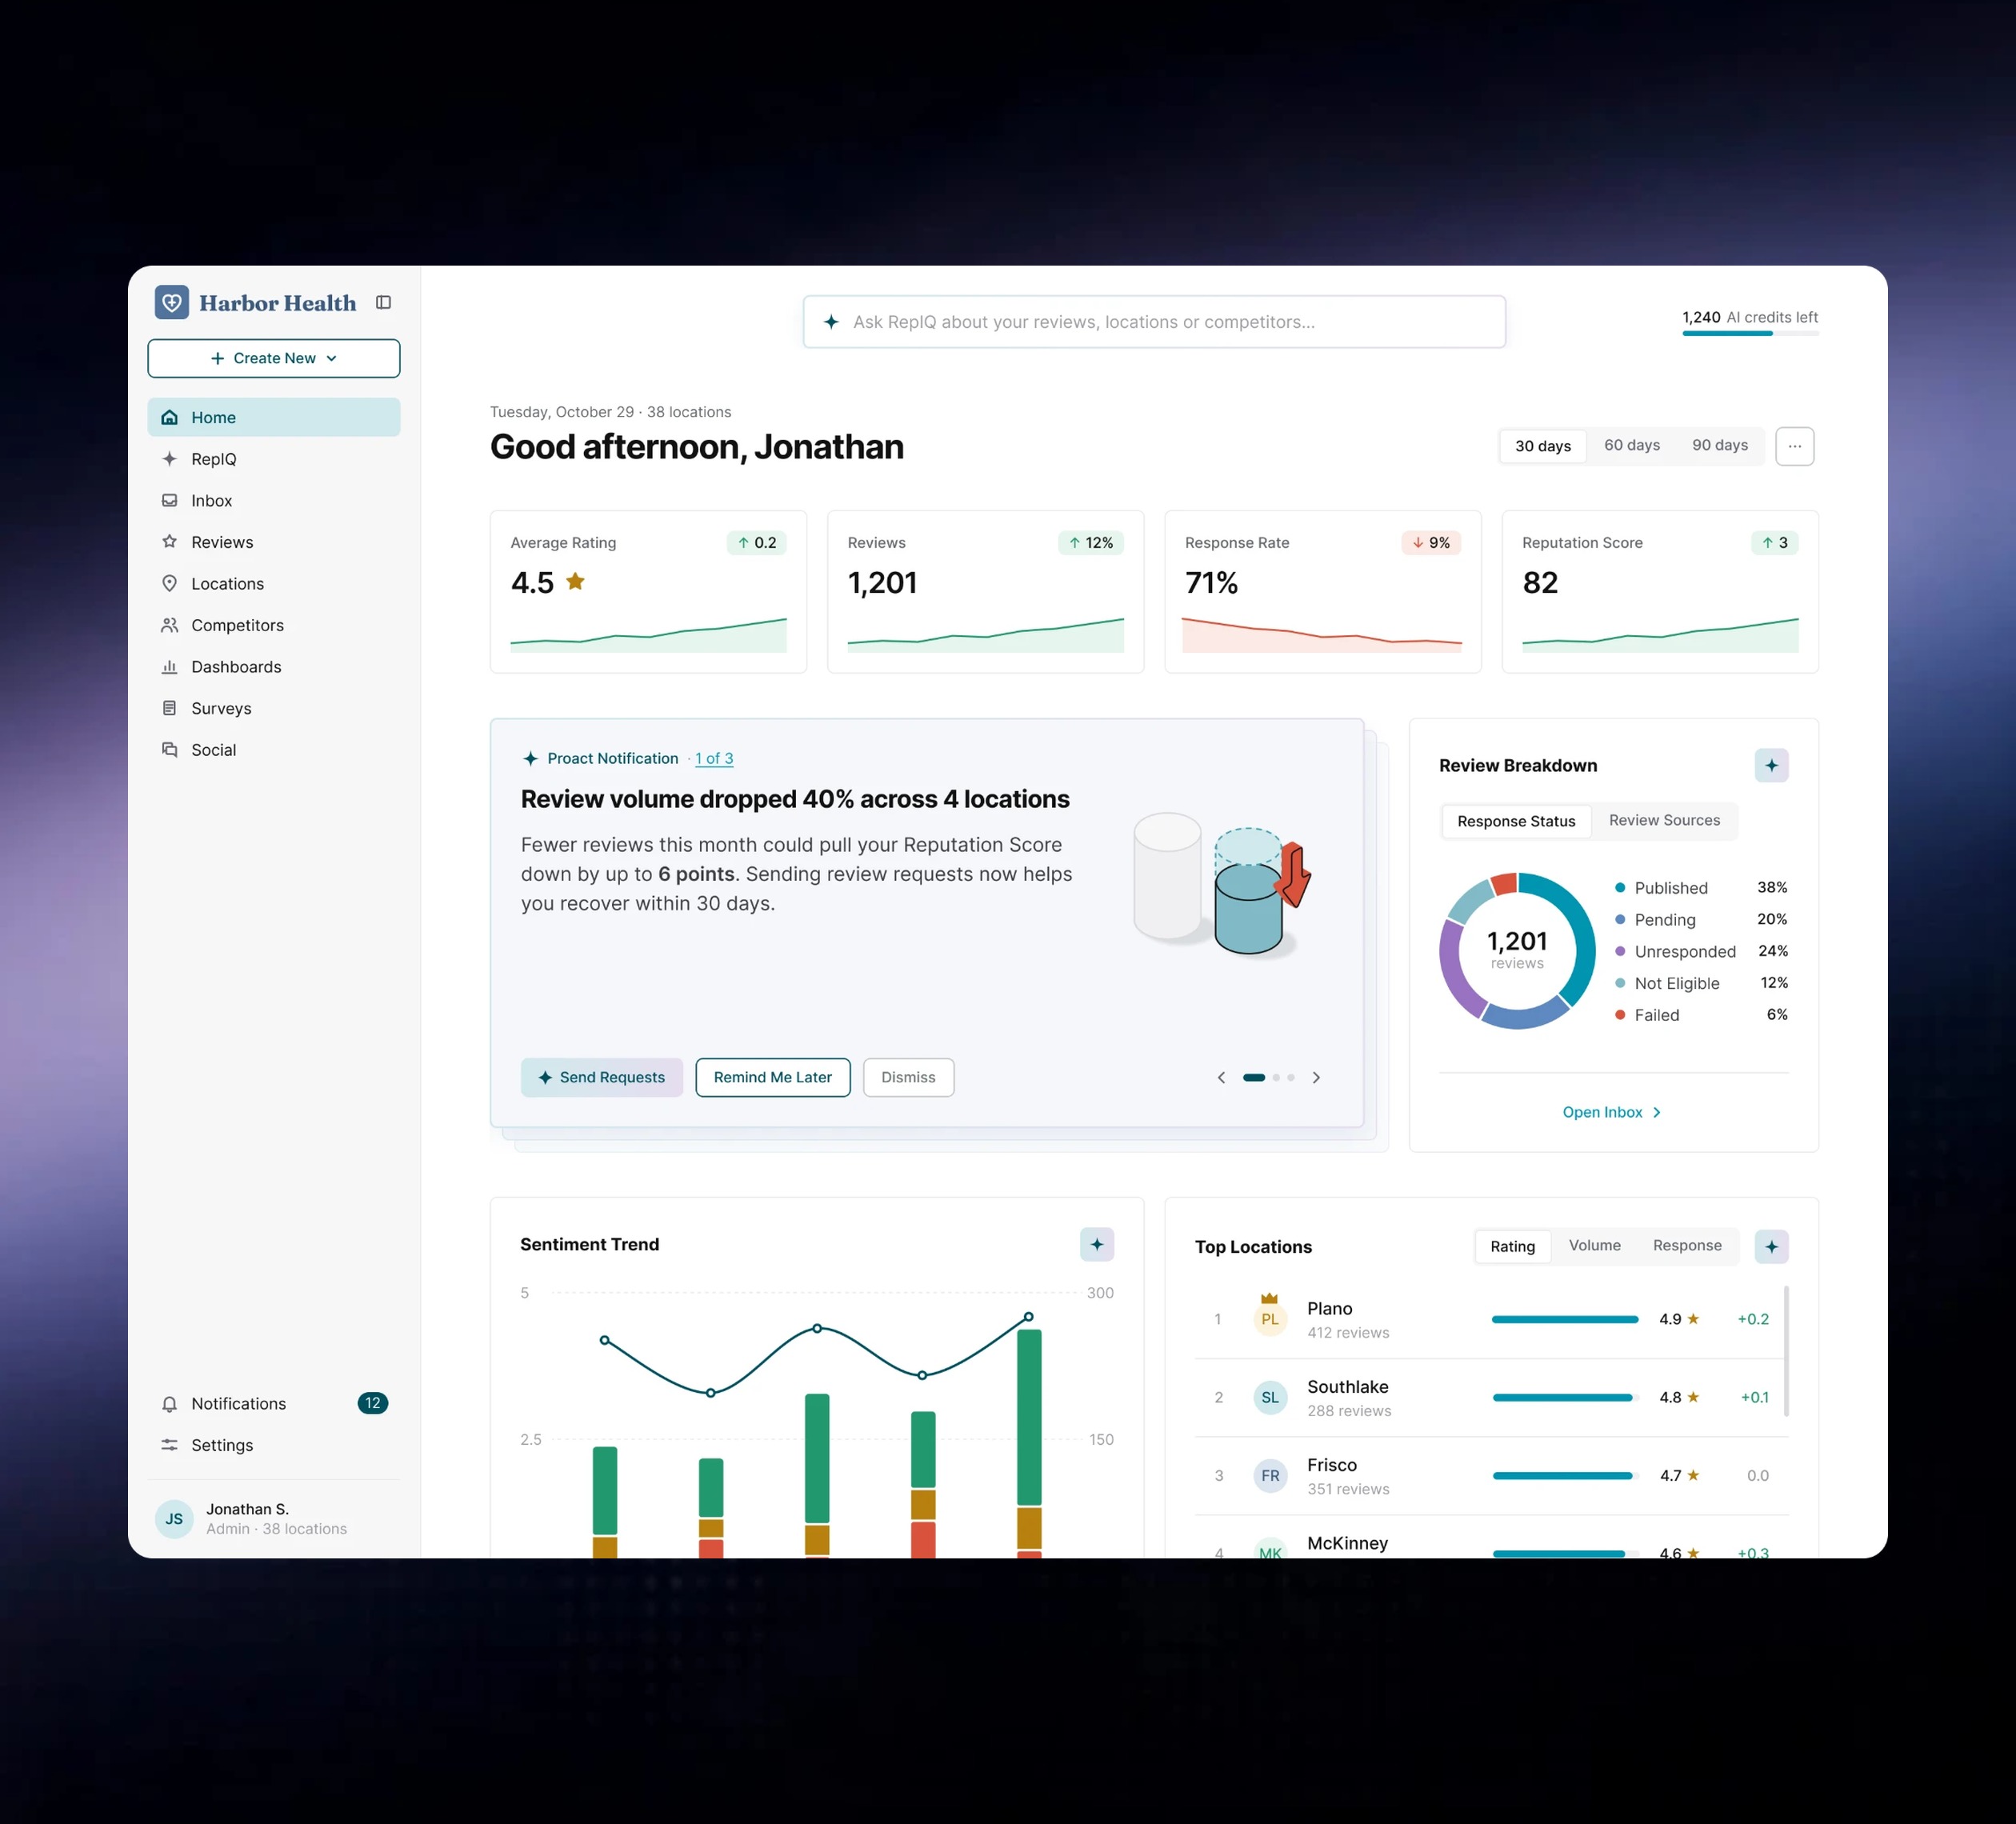 Harbor Health
Create New
Home
RepIQ
Inbox
Reviews
Locations
Competitors
Dashboards
Surveys
Social
Notifications 12
Settings
JS
Jonathan S.
Admin · 38 locations
Ask RepIQ about your reviews, locations or competitors...
1,240 AI credits left
Tuesday, October 29 · 38 locations
Good afternoon, Jonathan
30 days 60 days 90 days ...
Average Rating ↑ 0.2
4.5 ★
Reviews ↑ 12%
1,201
Response Rate ↓ 9%
71%
Reputation Score ↑ 3
82
Proact Notification · 1 of 3
Review volume dropped 40% across 4 locations
Fewer reviews this month could pull your Reputation Score
down by up to 6 points. Sending review requests now helps
you recover within 30 days.
Send Requests Remind Me Later Dismiss
Review Breakdown
Response Status Review Sources
1,201
reviews
Published 38%
Pending 20%
Unresponded 24%
Not Eligible 12%
Failed 6%
Open Inbox
Sentiment Trend
5 300
2.5 150
Top Locations
Rating Volume Response
1 PL Plano 4.9 ★ +0.2
412 reviews
2 SL Southlake 4.8 ★ +0.1
288 reviews
3 FR Frisco 4.7 ★ 0.0
351 reviews
4 MK McKinney 4.6 ★ +0.3